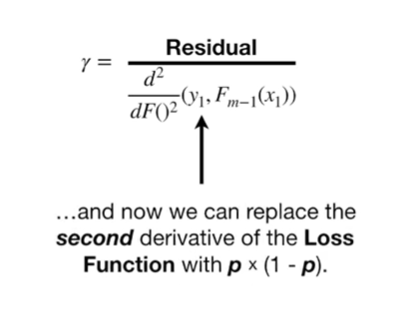 γ = Residual
d²
dF()² (y₁, Fₘ₋₁(x₁))
…and now we can replace the
second derivative of the Loss
Function with p × (1 - p).